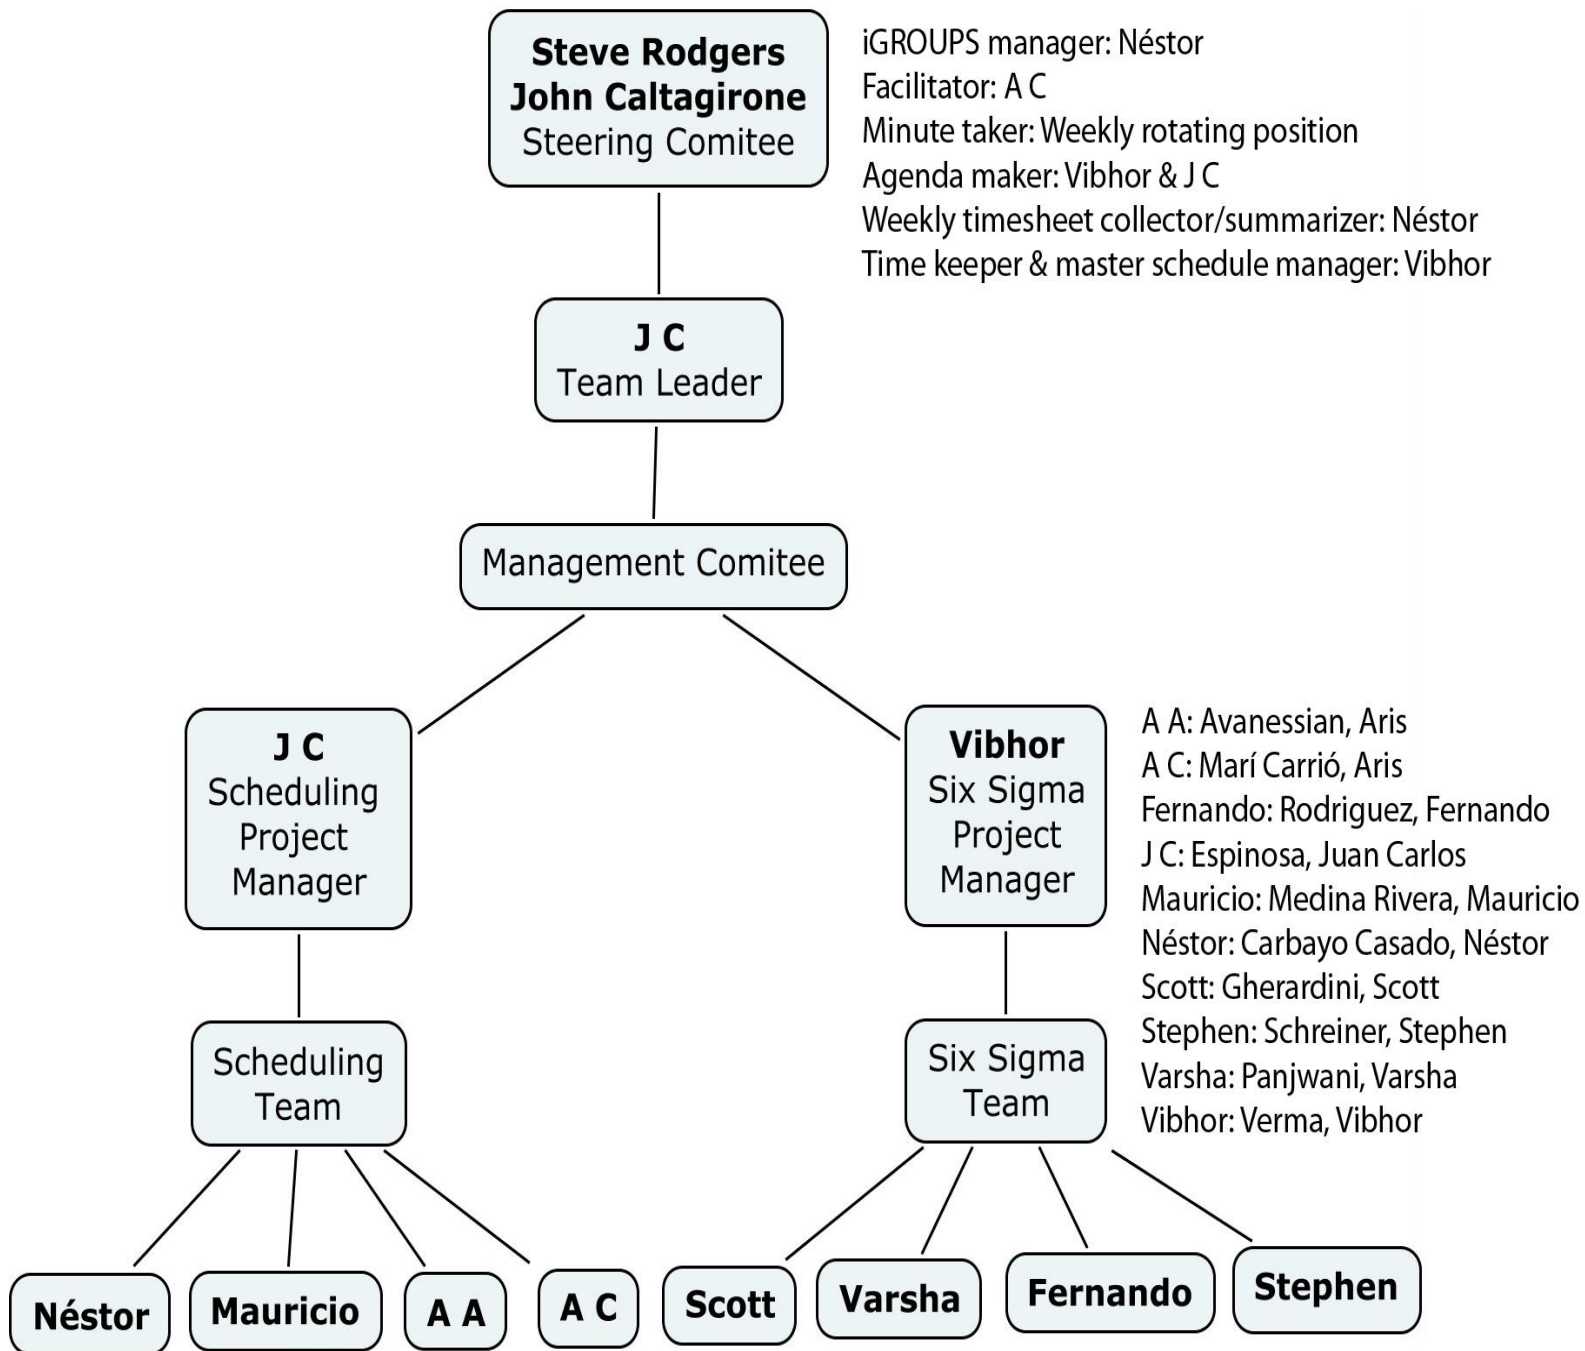 Steve Rodgers
John Caltagirone
Steering Comitee
iGROUPS manager: Néstor
Facilitator: A C
Minute taker: Weekly rotating position
Agenda maker: Vibhor & J C
Weekly timesheet collector/summarizer: Néstor
Time keeper & master schedule manager: Vibhor
J C
Team Leader
Management Comitee
J C
Scheduling
Project
Manager
Vibhor
Six Sigma
Project
Manager
A A: Avanessian, Aris
A C: Marí Carrió, Aris
Fernando: Rodriguez, Fernando
J C: Espinosa, Juan Carlos
Mauricio: Medina Rivera, Mauricio
Néstor: Carbayo Casado, Néstor
Scott: Gherardini, Scott
Stephen: Schreiner, Stephen
Varsha: Panjwani, Varsha
Vibhor: Verma, Vibhor
Scheduling
Team
Six Sigma
Team
Néstor
Mauricio
A A
A C
Scott
Varsha
Fernando
Stephen